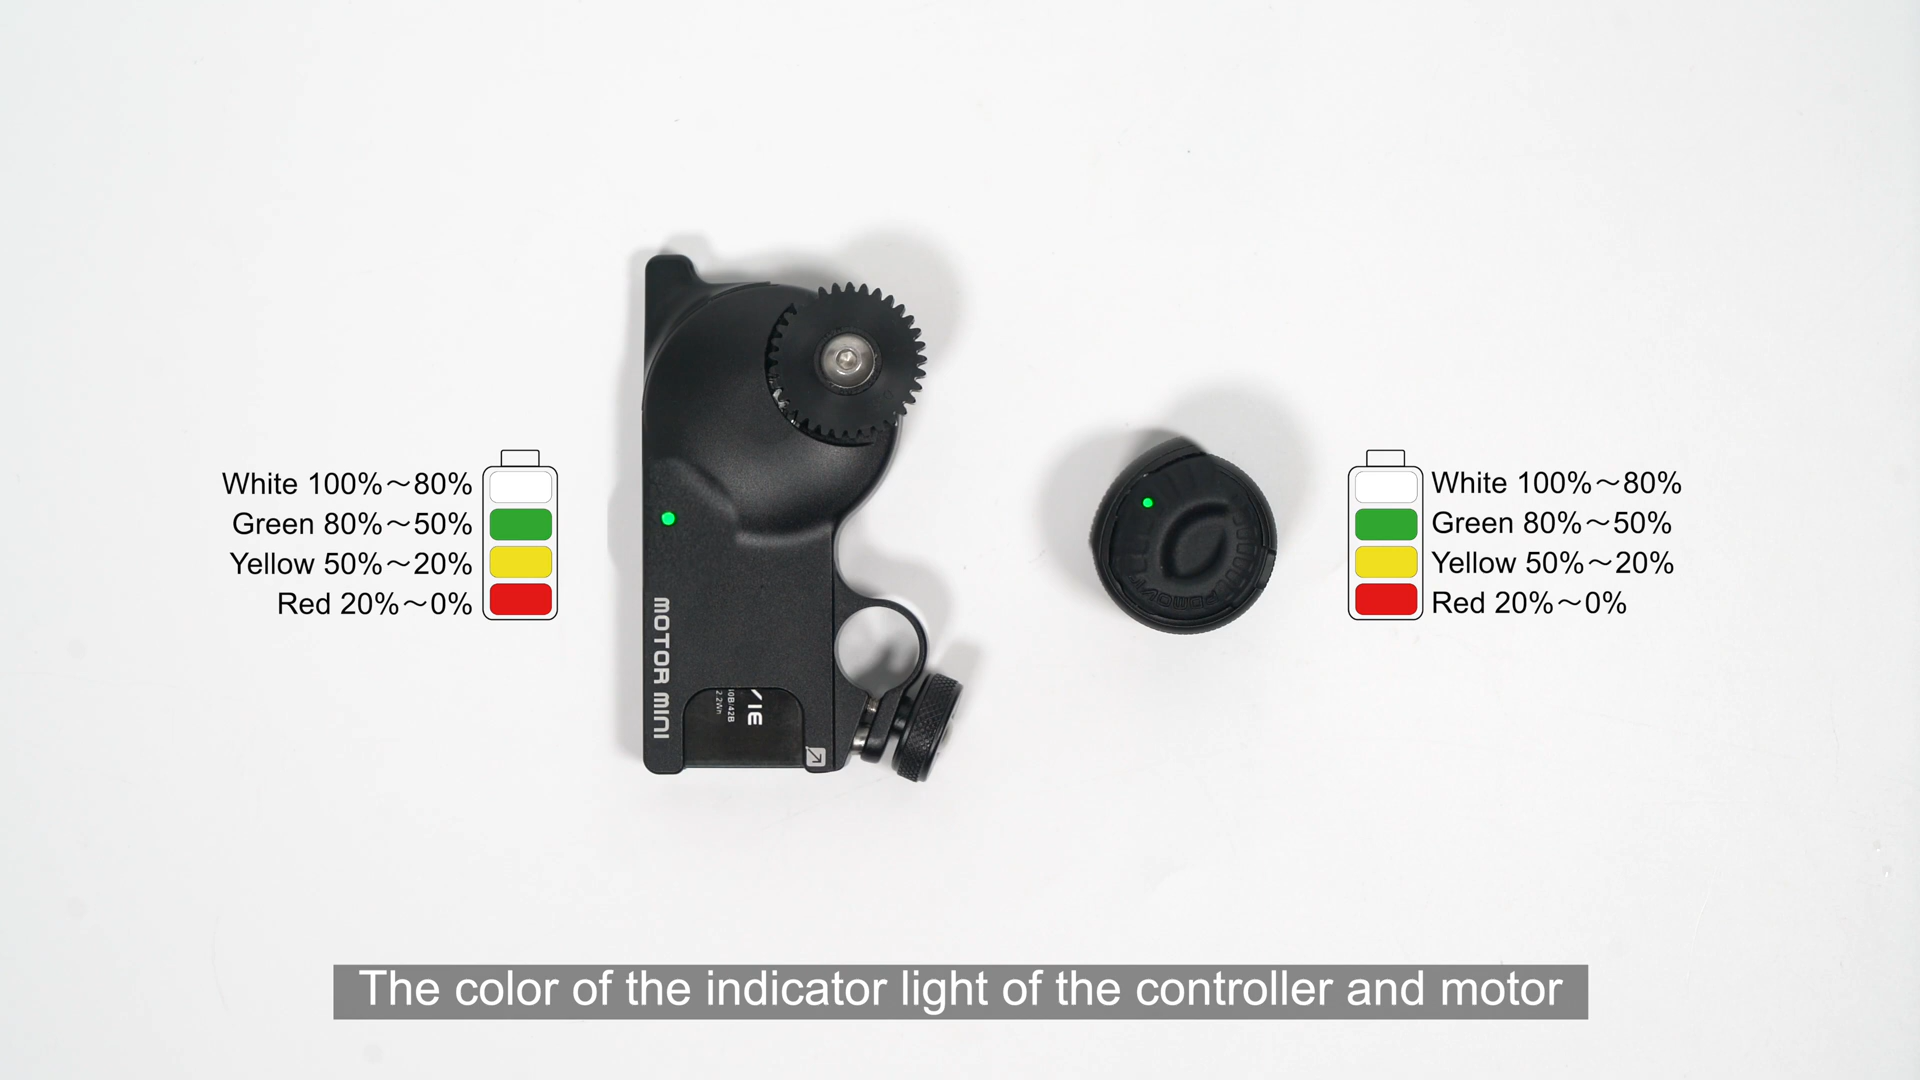 White 100%～80%
Green 80%～50%
Yellow 50%～20%
Red 20%～0%
MOTOR MINI
White 100%～80%
Green 80%～50%
Yellow 50%～20%
Red 20%～0%
The color of the indicator light of the controller and motor